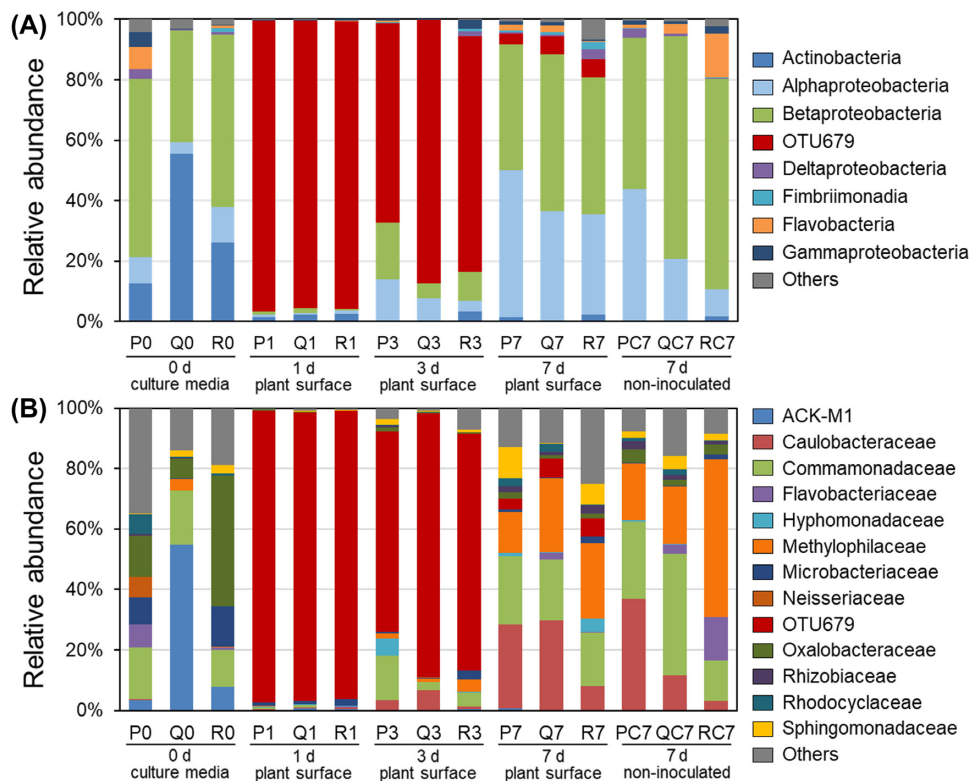 (A)
Relative abundance
100%
80%
60%
40%
20%
0%
P0 Q0 R0 P1 Q1 R1 P3 Q3 R3 P7 Q7 R7 PC7 QC7 RC7
0 d 1 d 3 d 7 d 7 d
culture media plant surface plant surface plant surface non-inoculated
Actinobacteria
Alphaproteobacteria
Betaproteobacteria
OTU679
Deltaproteobacteria
Fimbriimonadia
Flavobacteria
Gammaproteobacteria
Others
(B)
Relative abundance
100%
80%
60%
40%
20%
0%
P0 Q0 R0 P1 Q1 R1 P3 Q3 R3 P7 Q7 R7 PC7 QC7 RC7
0 d 1 d 3 d 7 d 7 d
culture media plant surface plant surface plant surface non-inoculated
ACK-M1
Caulobacteraceae
Commamonadaceae
Flavobacteriaceae
Hyphomonadaceae
Methylophilaceae
Microbacteriaceae
Neisseriaceae
OTU679
Oxalobacteraceae
Rhizobiaceae
Rhodocyclaceae
Sphingomonadaceae
Others